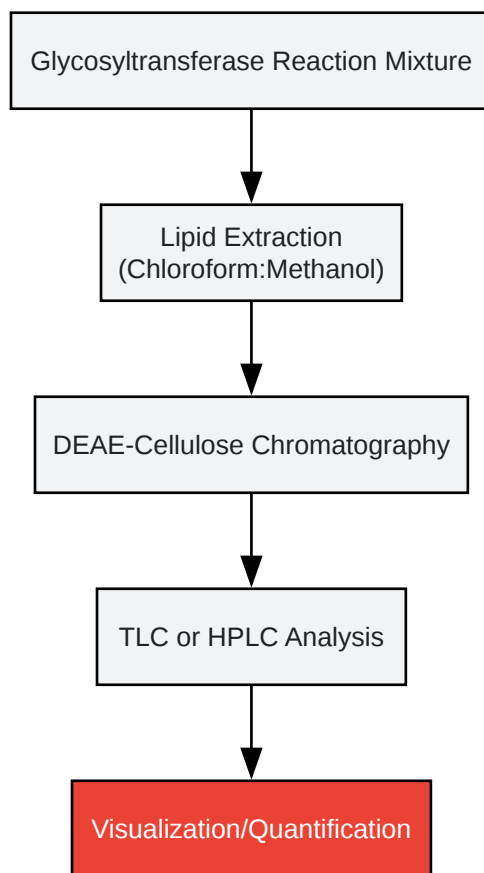 Glycosyltransferase Reaction Mixture
Lipid Extraction
(Chloroform:Methanol)
DEAE-Cellulose Chromatography
TLC or HPLC Analysis
Visualization/Quantification